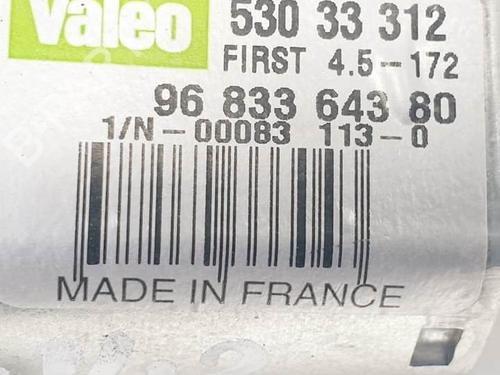 Valeo
530 33 312
FIRST 4.5-172
96 833 643 80
1/N-00083 113-0
MADE IN FRANCE